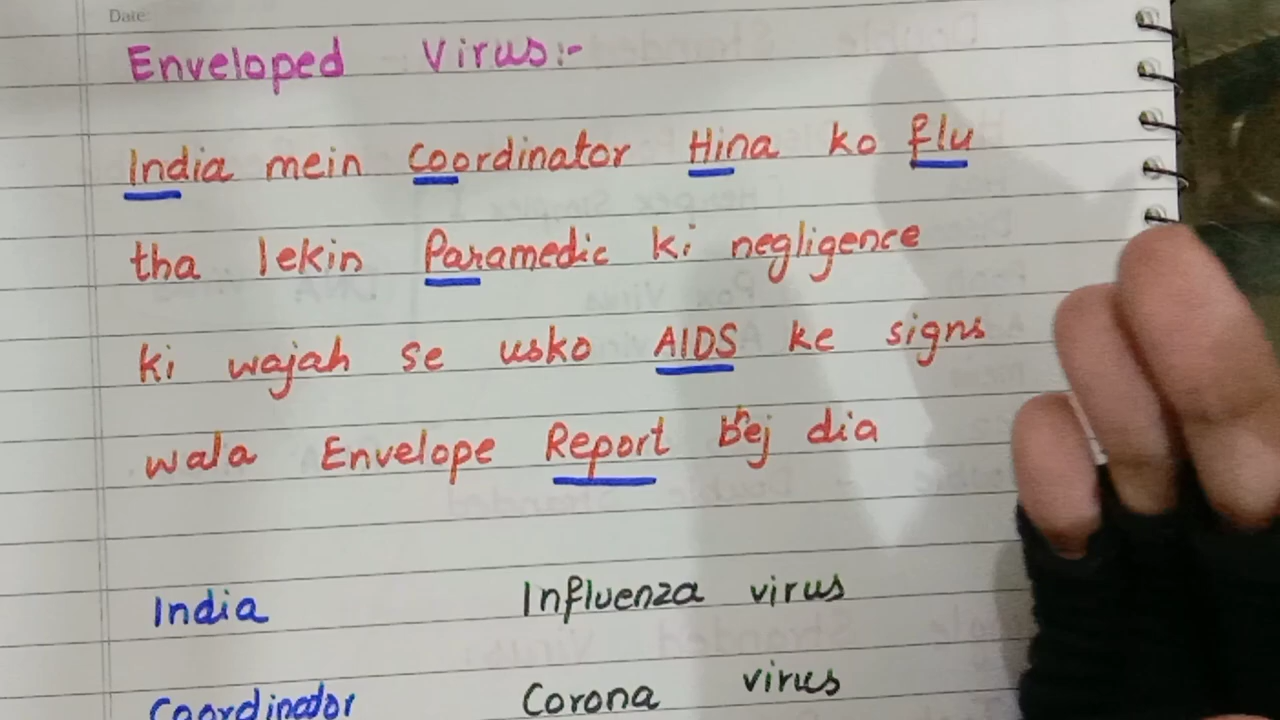 Date:
Enveloped Virus:-
India mein Coordinator Hina ko flu
tha lekin Paramedic ki negligence
ki wajah se usko AIDS ke signs
wala Envelope Report bej dia
India Influenza virus
Coordinator Corona virus